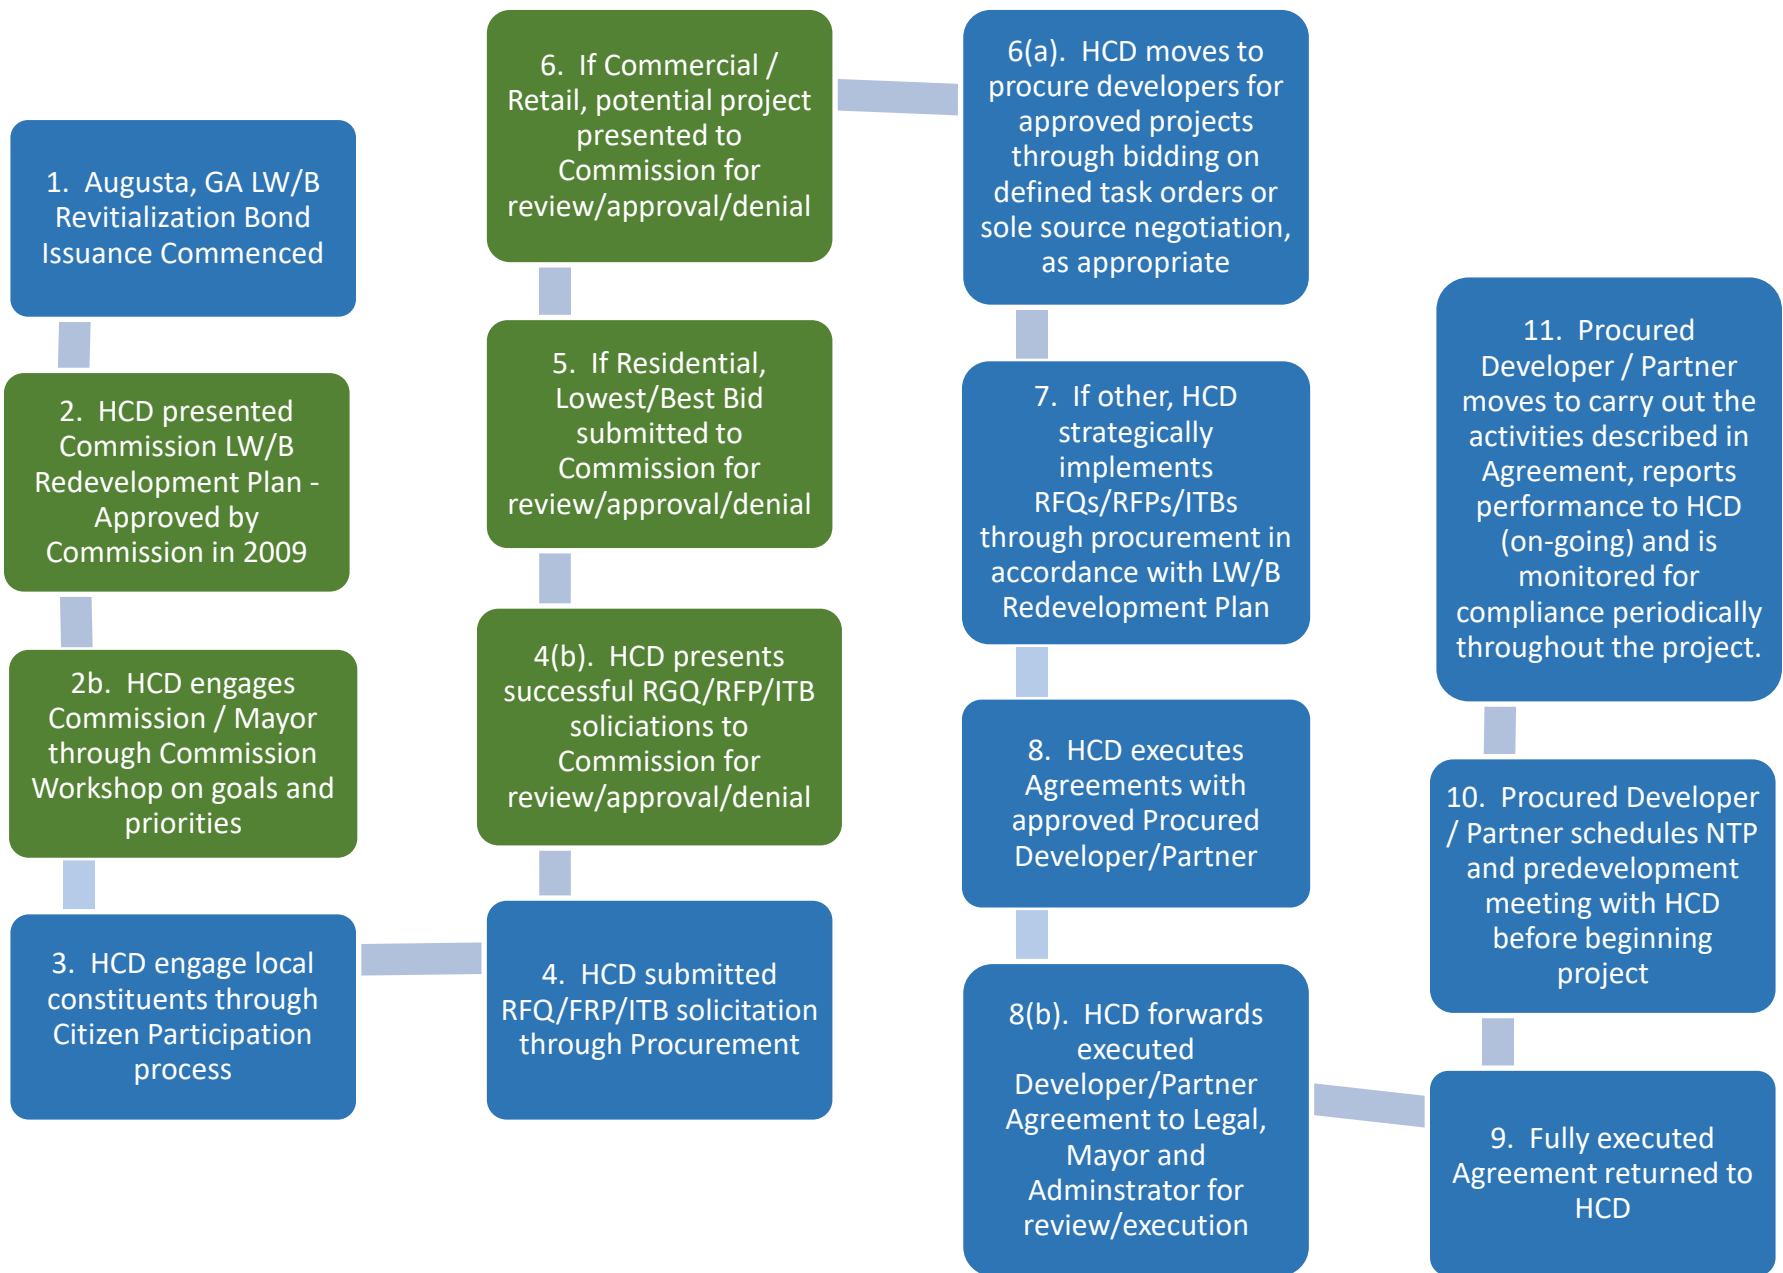 1. Augusta, GA LW/B
Revitialization Bond
Issuance Commenced
2. HCD presented
Commission LW/B
Redevelopment Plan -
Approved by
Commission in 2009
2b. HCD engages
Commission / Mayor
through Commission
Workshop on goals and
priorities
3. HCD engage local
constituents through
Citizen Participation
process
4. HCD submitted
RFQ/FRP/ITB solicitation
through Procurement
4(b). HCD presents
successful RGQ/RFP/ITB
soliciations to
Commission for
review/approval/denial
5. If Residential,
Lowest/Best Bid
submitted to
Commission for
review/approval/denial
6. If Commercial /
Retail, potential project
presented to
Commission for
review/approval/denial
6(a). HCD moves to
procure developers for
approved projects
through bidding on
defined task orders or
sole source negotiation,
as appropriate
7. If other, HCD
strategically
implements
RFQs/RFPs/ITBs
through procurement in
accordance with LW/B
Redevelopment Plan
8. HCD executes
Agreements with
approved Procured
Developer/Partner
8(b). HCD forwards
executed
Developer/Partner
Agreement to Legal,
Mayor and
Adminstrator for
review/execution
9. Fully executed
Agreement returned to
HCD
10. Procured Developer
/ Partner schedules NTP
and predevelopment
meeting with HCD
before beginning
project
11. Procured
Developer / Partner
moves to carry out the
activities described in
Agreement, reports
performance to HCD
(on-going) and is
monitored for
compliance periodically
throughout the project.